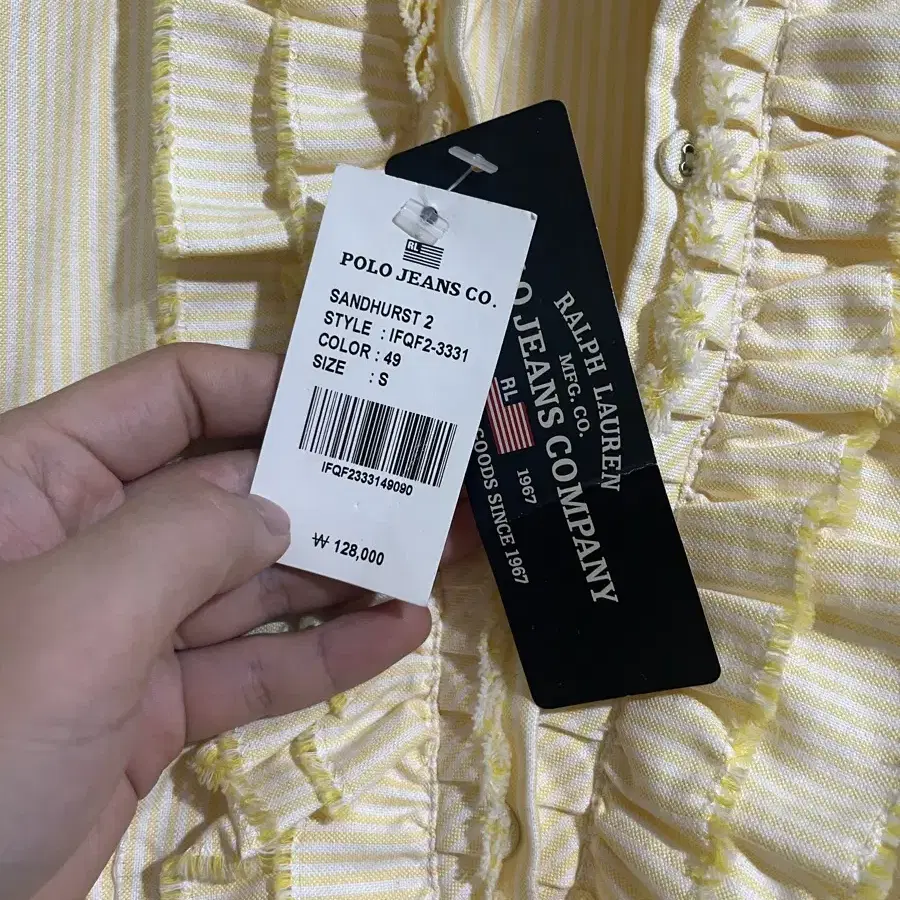 RL
POLO JEANS CO.
SANDHURST 2
STYLE : IFQF2-3331
COLOR : 49
SIZE : S
IFQF2333149090
₩ 128,000
RALPH LAUREN
MFG. CO.
JEANS COMPANY
RL
1967
GOODS SINCE 1967